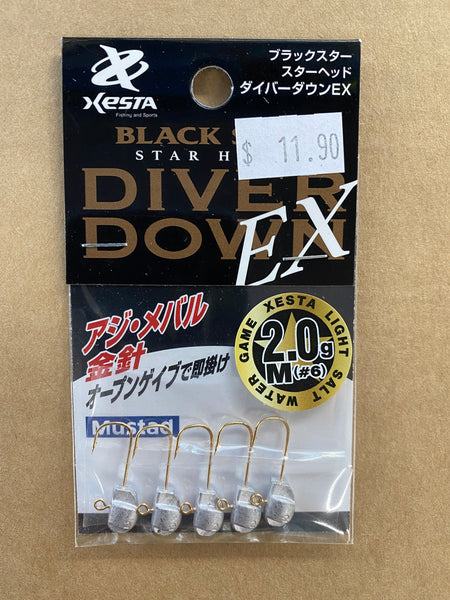 XESTA
Fishing and Sports
ブラックスター
スターヘッド
ダイバーダウンEX
BLACK S
STAR H
$ 11.90
DIVER
DOWN
EX
アジ・メバル
金針
オープンゲイプで即掛け
Mustad
XESTA LIGHT
SALT WATER GAME
2.0g
M(#6)